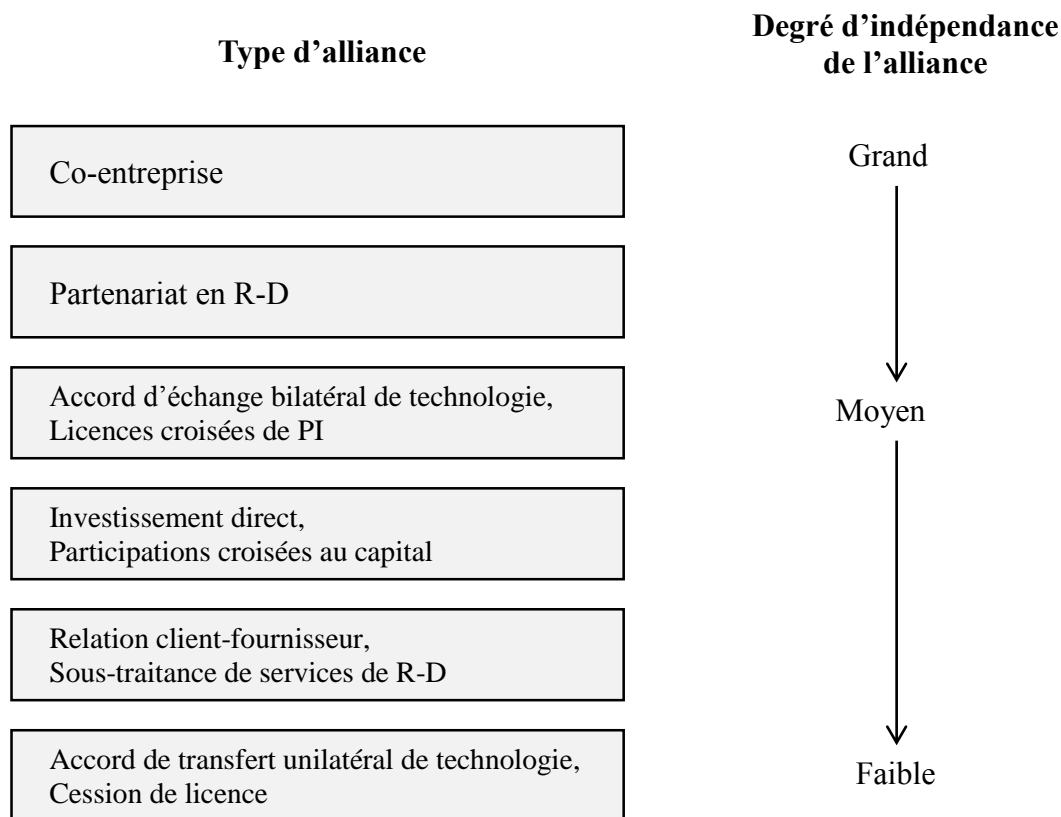 Type d’alliance
Degré d’indépendance
de l’alliance
Co-entreprise
Grand
Partenariat en R-D
Accord d’échange bilatéral de technologie,
Licences croisées de PI
Moyen
Investissement direct,
Participations croisées au capital
Relation client-fournisseur,
Sous-traitance de services de R-D
Accord de transfert unilatéral de technologie,
Cession de licence
Faible